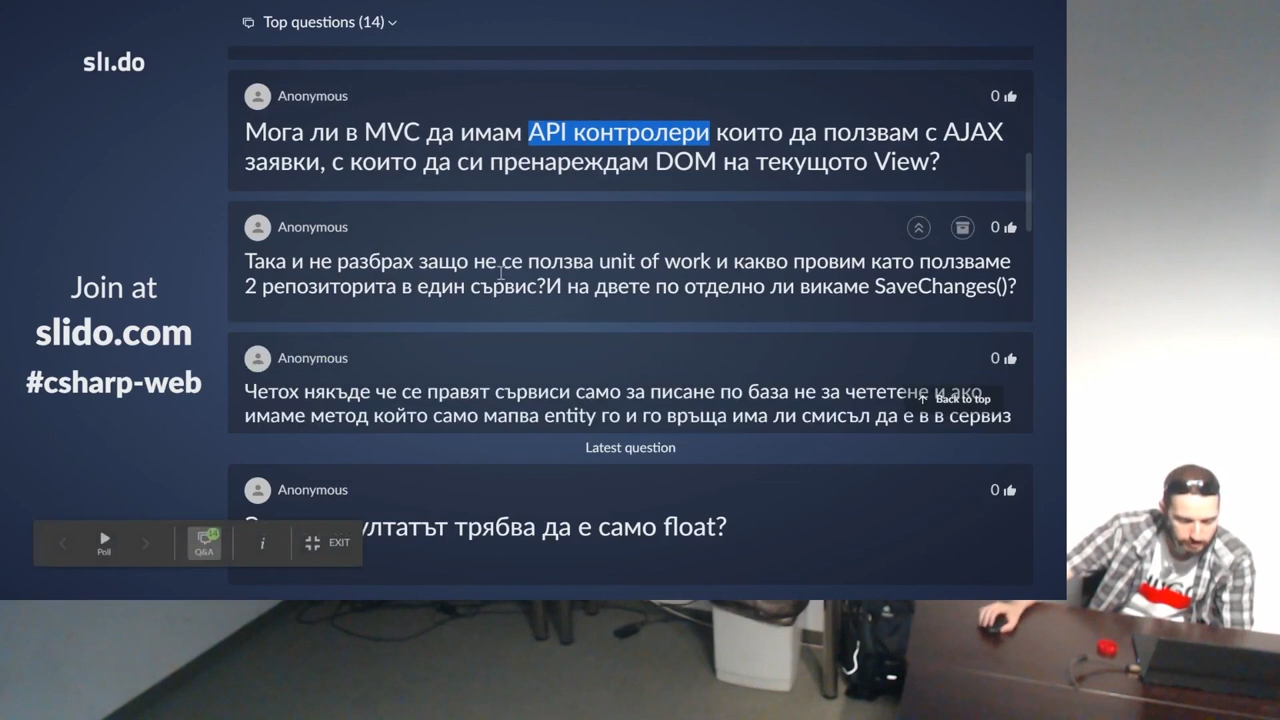 Top questions (14)
sli.do
Anonymous
0
Мога ли в MVC да имам API контролери които да ползвам с AJAX
заявки, с които да си пренареждам DOM на текущото View?
Anonymous
0
Така и не разбрах защо не се ползва unit of work и какво провим като ползваме
2 репозиторита в един сървис?И на двете по отделно ли викаме SaveChanges()?
Join at
slido.com
#csharp-web
Anonymous
0
Четох някъде че се правят сървиси само за писане по база не за чететене и ако
Back to top
имаме метод който само мапва entity го и го връща има ли смисъл да е в в сервиз
Latest question
Anonymous
0
трябва да е само float?
Poll
14
Q&A
i
EXIT